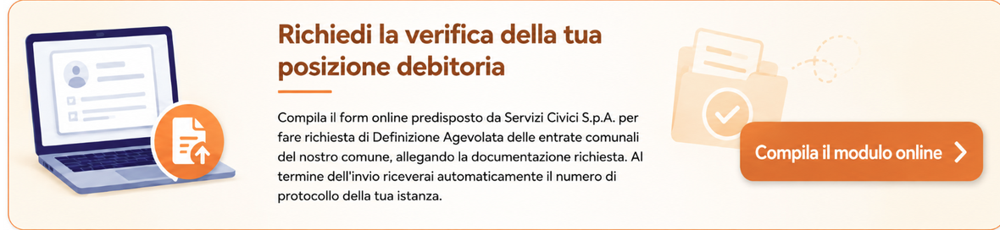 Richiedi la verifica della tua
posizione debitoria
Compila il form online predisposto da Servizi Civici S.p.A. per
fare richiesta di Definizione Agevolata delle entrate comunali
del nostro comune, allegando la documentazione richiesta. Al
termine dell'invio riceverai automaticamente il numero di
protocollo della tua istanza.
Compila il modulo online